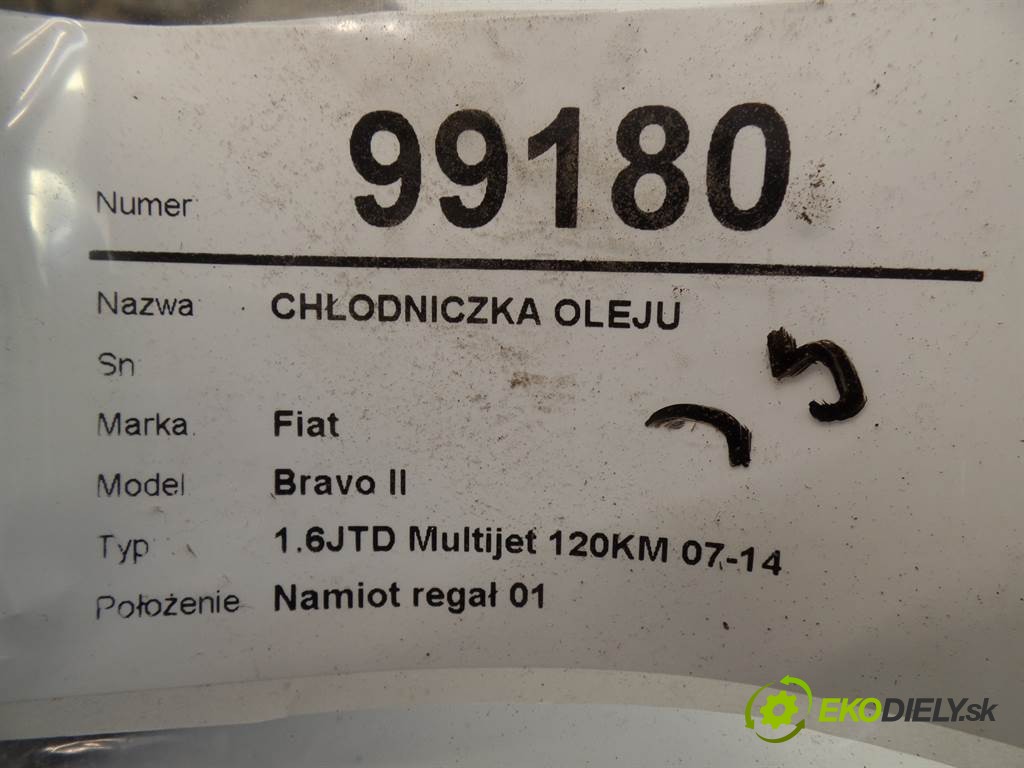 Numer 99180
Nazwa CHŁODNICZKA OLEJU
Sn
Marka Fiat
Model Bravo II
Typ 1.6JTD Multijet 120KM 07-14
Położenie Namiot regał 01
EKODIELY.sk